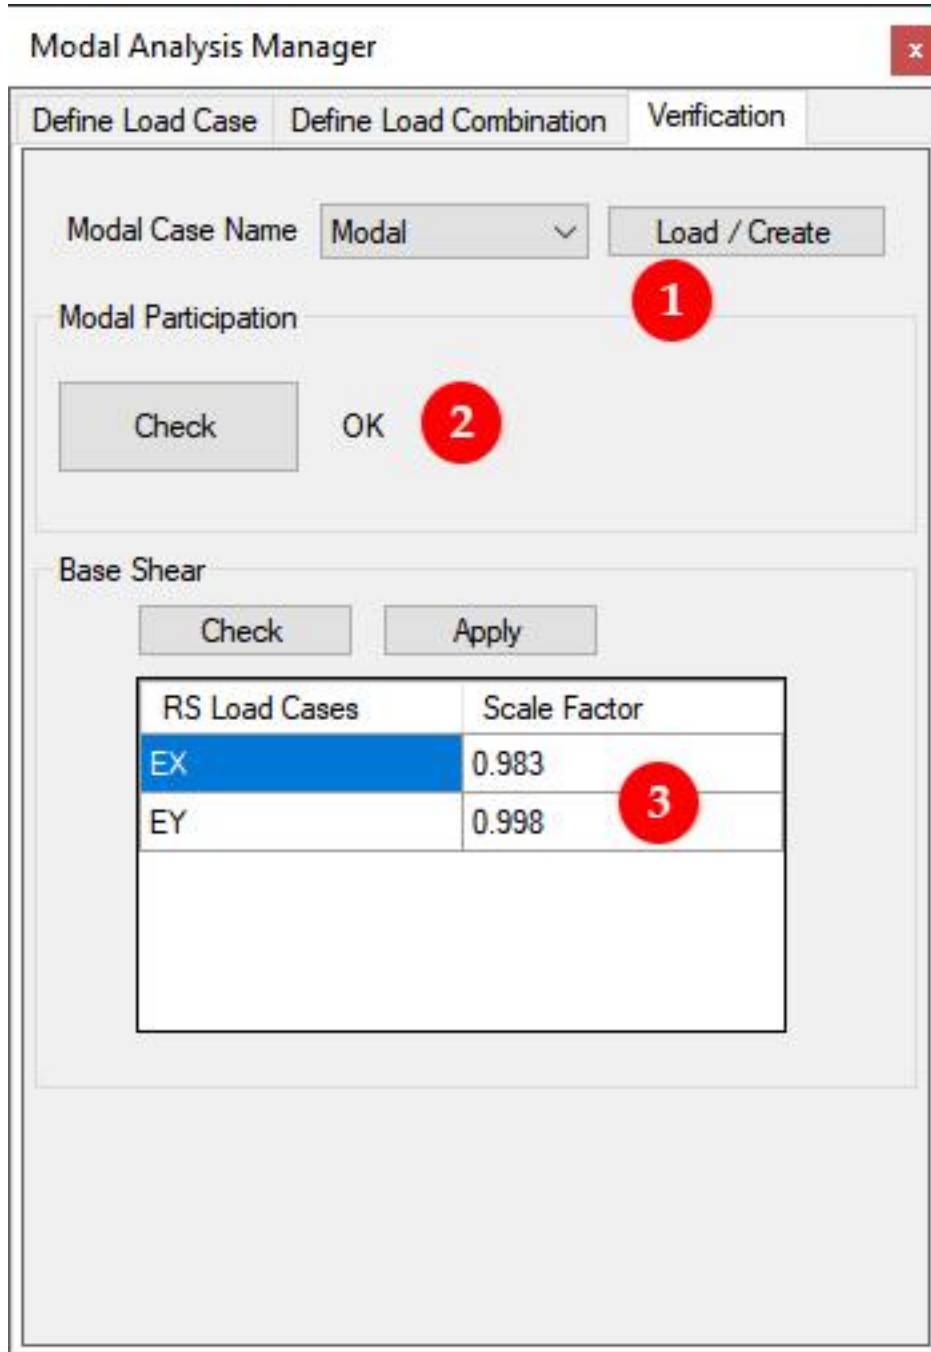 Modal Analysis Manager x
Define Load Case Define Load Combination Verification
Modal Case Name Modal Load / Create
1
Modal Participation
Check OK 2
Base Shear
Check Apply
RS Load Cases Scale Factor
EX 0.983
3
EY 0.998